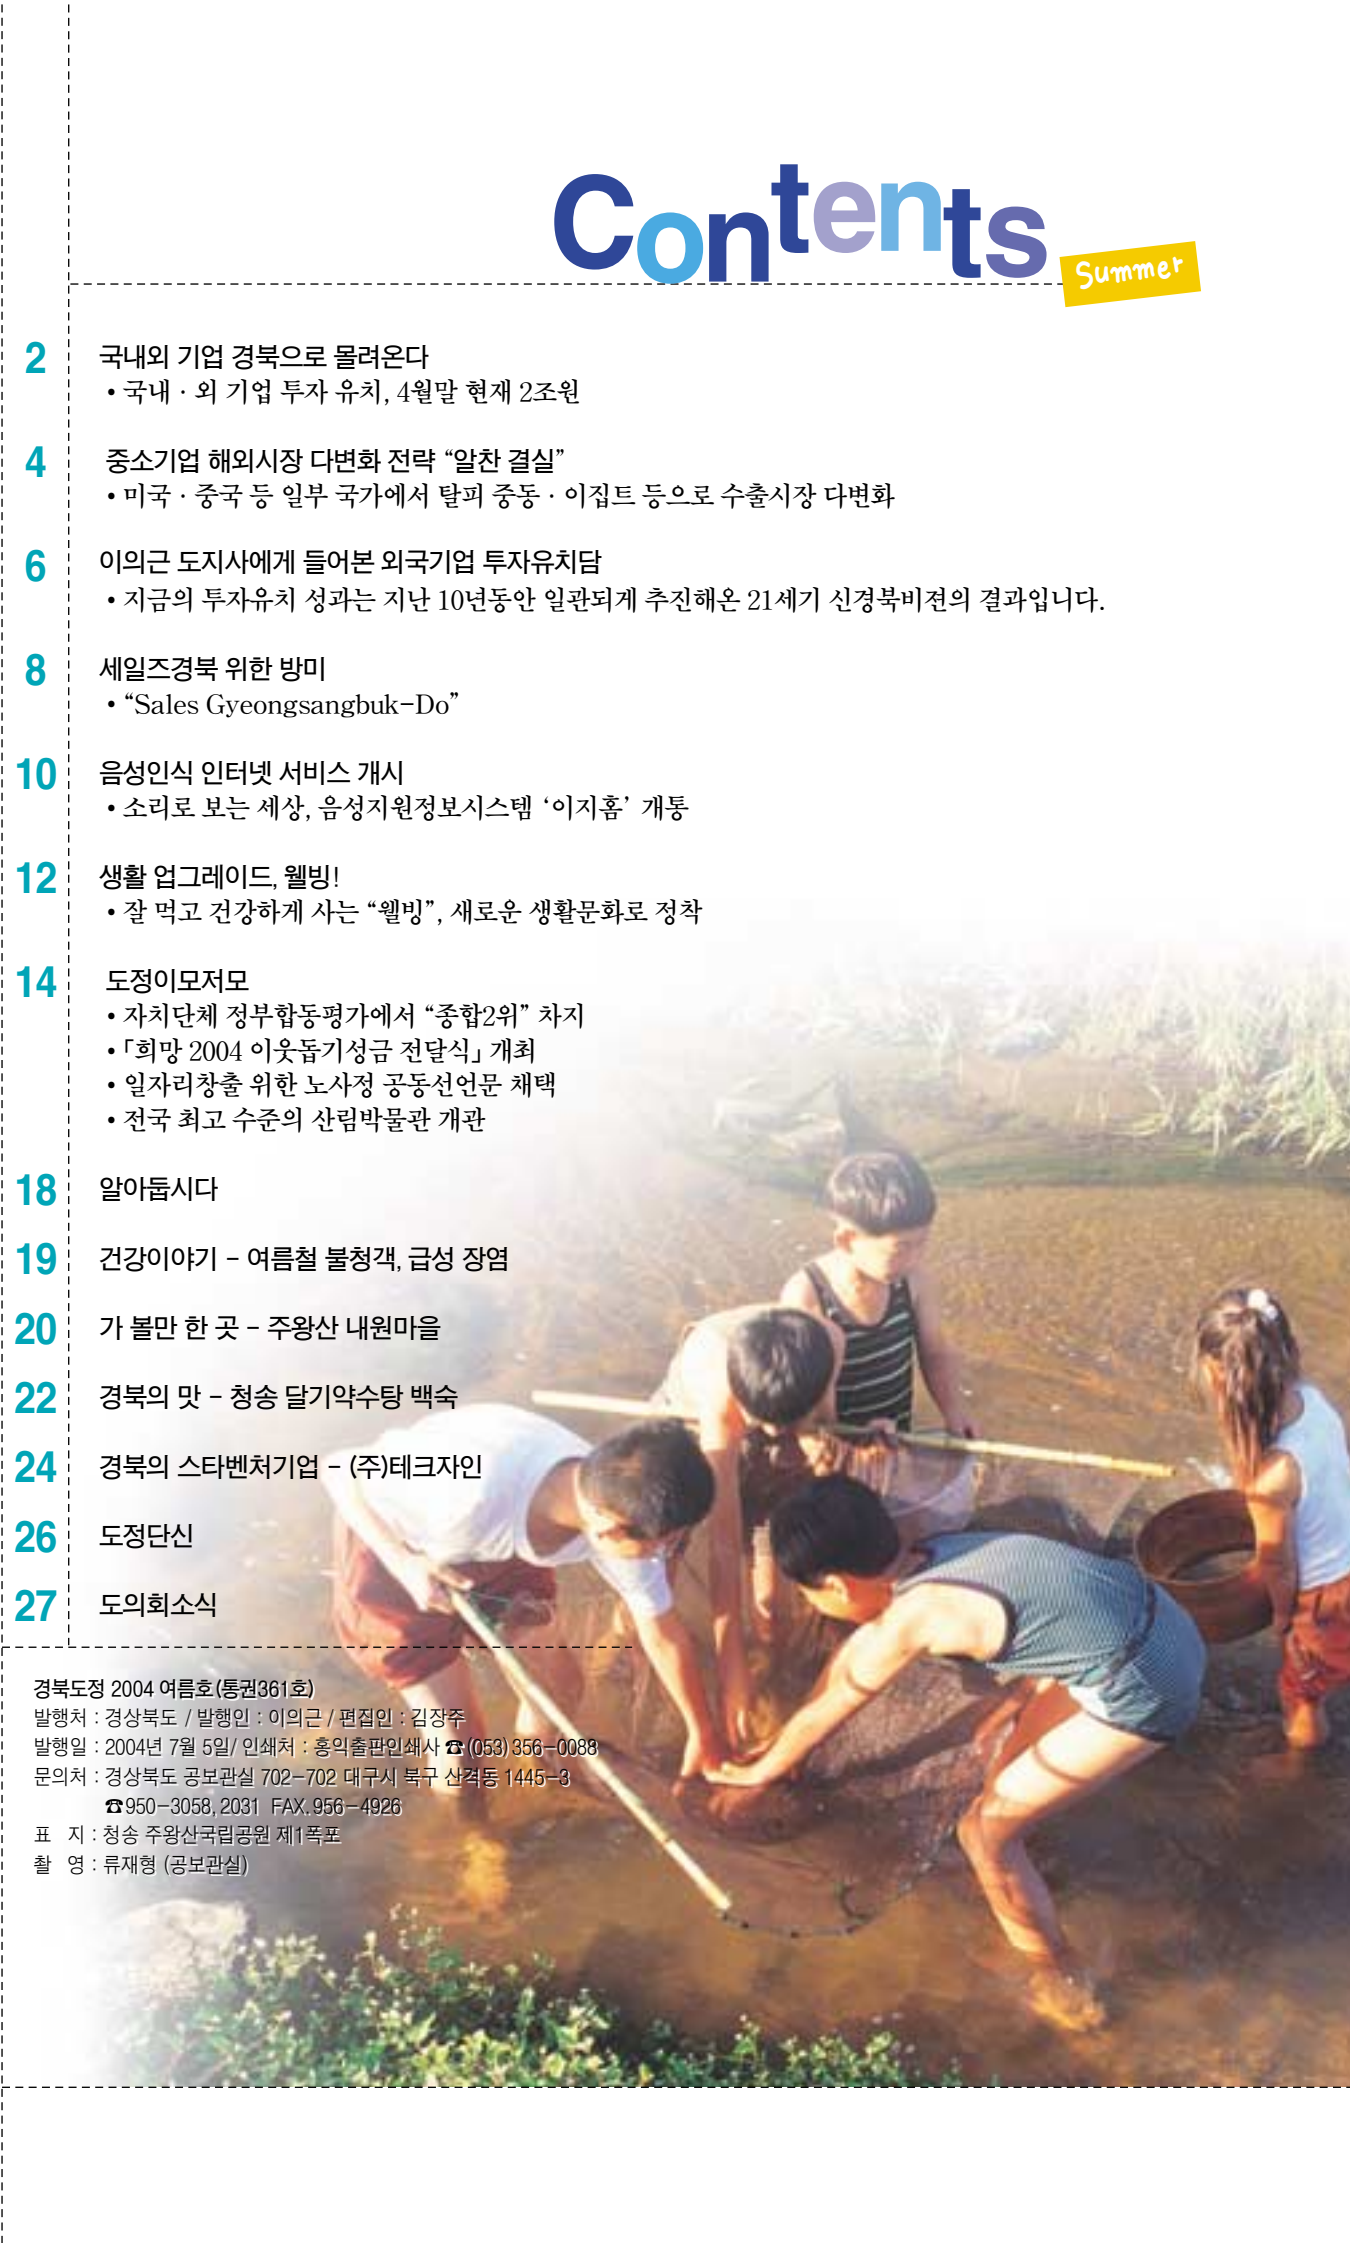 Contents
Summer
2 국내외 기업 경북으로 몰려온다
• 국내 · 외 기업 투자 유치, 4월말 현재 2조원
4 중소기업 해외시장 다변화 전략 “알찬 결실”
• 미국 · 중국 등 일부 국가에서 탈피 중동 · 이집트 등으로 수출시장 다변화
6 이의근 도지사에게 들어본 외국기업 투자유치담
• 지금의 투자유치 성과는 지난 10년동안 일관되게 추진해온 21세기 신경북비젼의 결과입니다.
8 세일즈경북 위한 방미
• “Sales Gyeongsangbuk-Do”
10 음성인식 인터넷 서비스 개시
• 소리로 보는 세상, 음성지원정보시스템 ‘이지홈’ 개통
12 생활 업그레이드, 웰빙!
• 잘 먹고 건강하게 사는 “웰빙”, 새로운 생활문화로 정착
14 도정이모저모
• 자치단체 정부합동평가에서 “종합2위” 차지
• 「희망 2004 이웃돕기성금 전달식」 개최
• 일자리창출 위한 노사정 공동선언문 채택
• 전국 최고 수준의 산림박물관 개관
18 알아둡시다
19 건강이야기 - 여름철 불청객, 급성 장염
20 가 볼만 한 곳 - 주왕산 내원마을
22 경북의 맛 - 청송 달기약수탕 백숙
24 경북의 스타벤처기업 - (주)테크자인
26 도정단신
27 도의회소식
경북도정 2004 여름호(통권361호)
발행처 : 경상북도 / 발행인 : 이의근 / 편집인 : 김장주
발행일 : 2004년 7월 5일/ 인쇄처 : 홍익출판인쇄사 ☎(053) 356-0088
문의처 : 경상북도 공보관실 702-702 대구시 북구 산격동 1445-3
☎950-3058, 2031 FAX. 956-4926
표 지 : 청송 주왕산국립공원 제1폭포
촬 영 : 류재형 (공보관실)